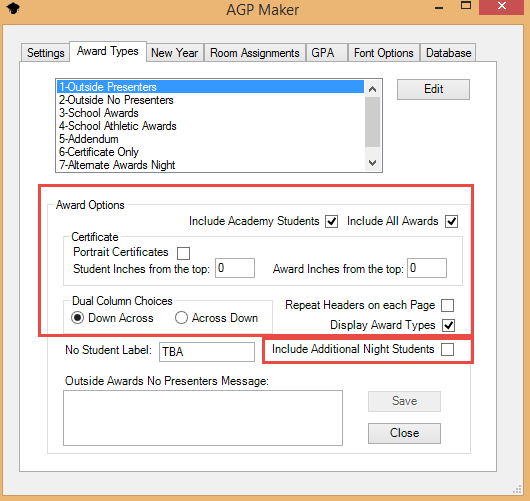 AGP Maker
Settings Award Types New Year Room Assignments GPA Font Options Database
1-Outside Presenters
2-Outside No Presenters
3-School Awards
4-School Athletic Awards
5-Addendum
6-Certificate Only
7-Alternate Awards Night
Edit
Award Options
Include Academy Students Include All Awards
Certificate
Portrait Certificates
Student Inches from the top: 0 Award Inches from the top: 0
Dual Column Choices
Down Across Across Down
Repeat Headers on each Page
Display Award Types
No Student Label: TBA
Include Additional Night Students
Outside Awards No Presenters Message:
Save
Close